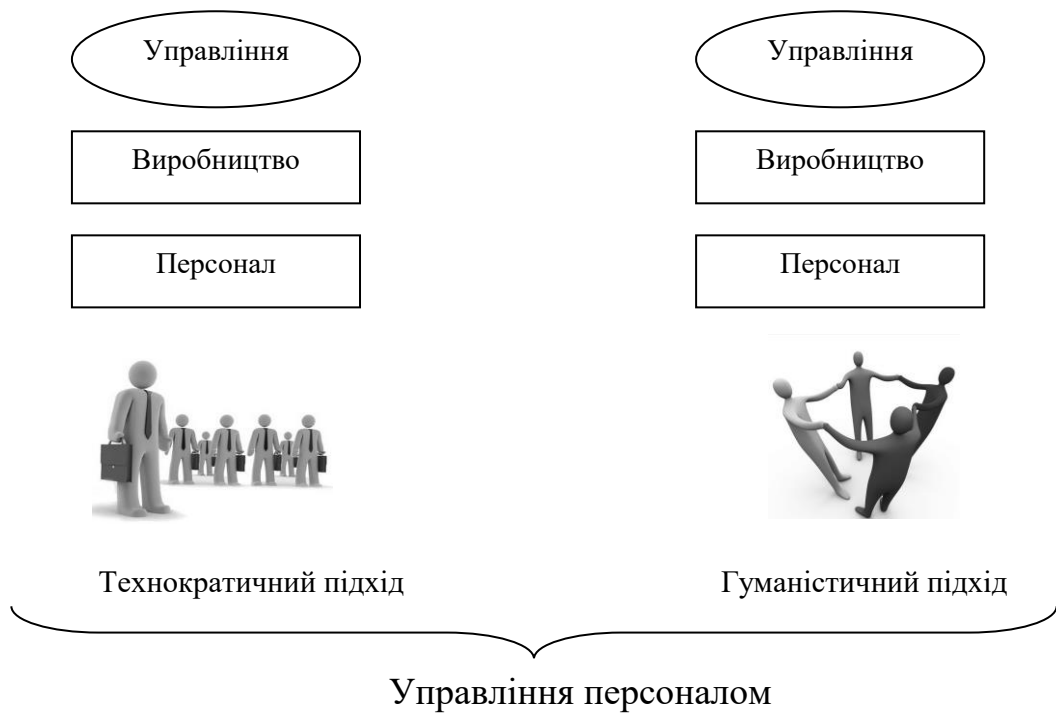 Управління
Управління
Виробництво
Виробництво
Персонал
Персонал
Технократичний підхід
Гуманістичний підхід
Управління персоналом